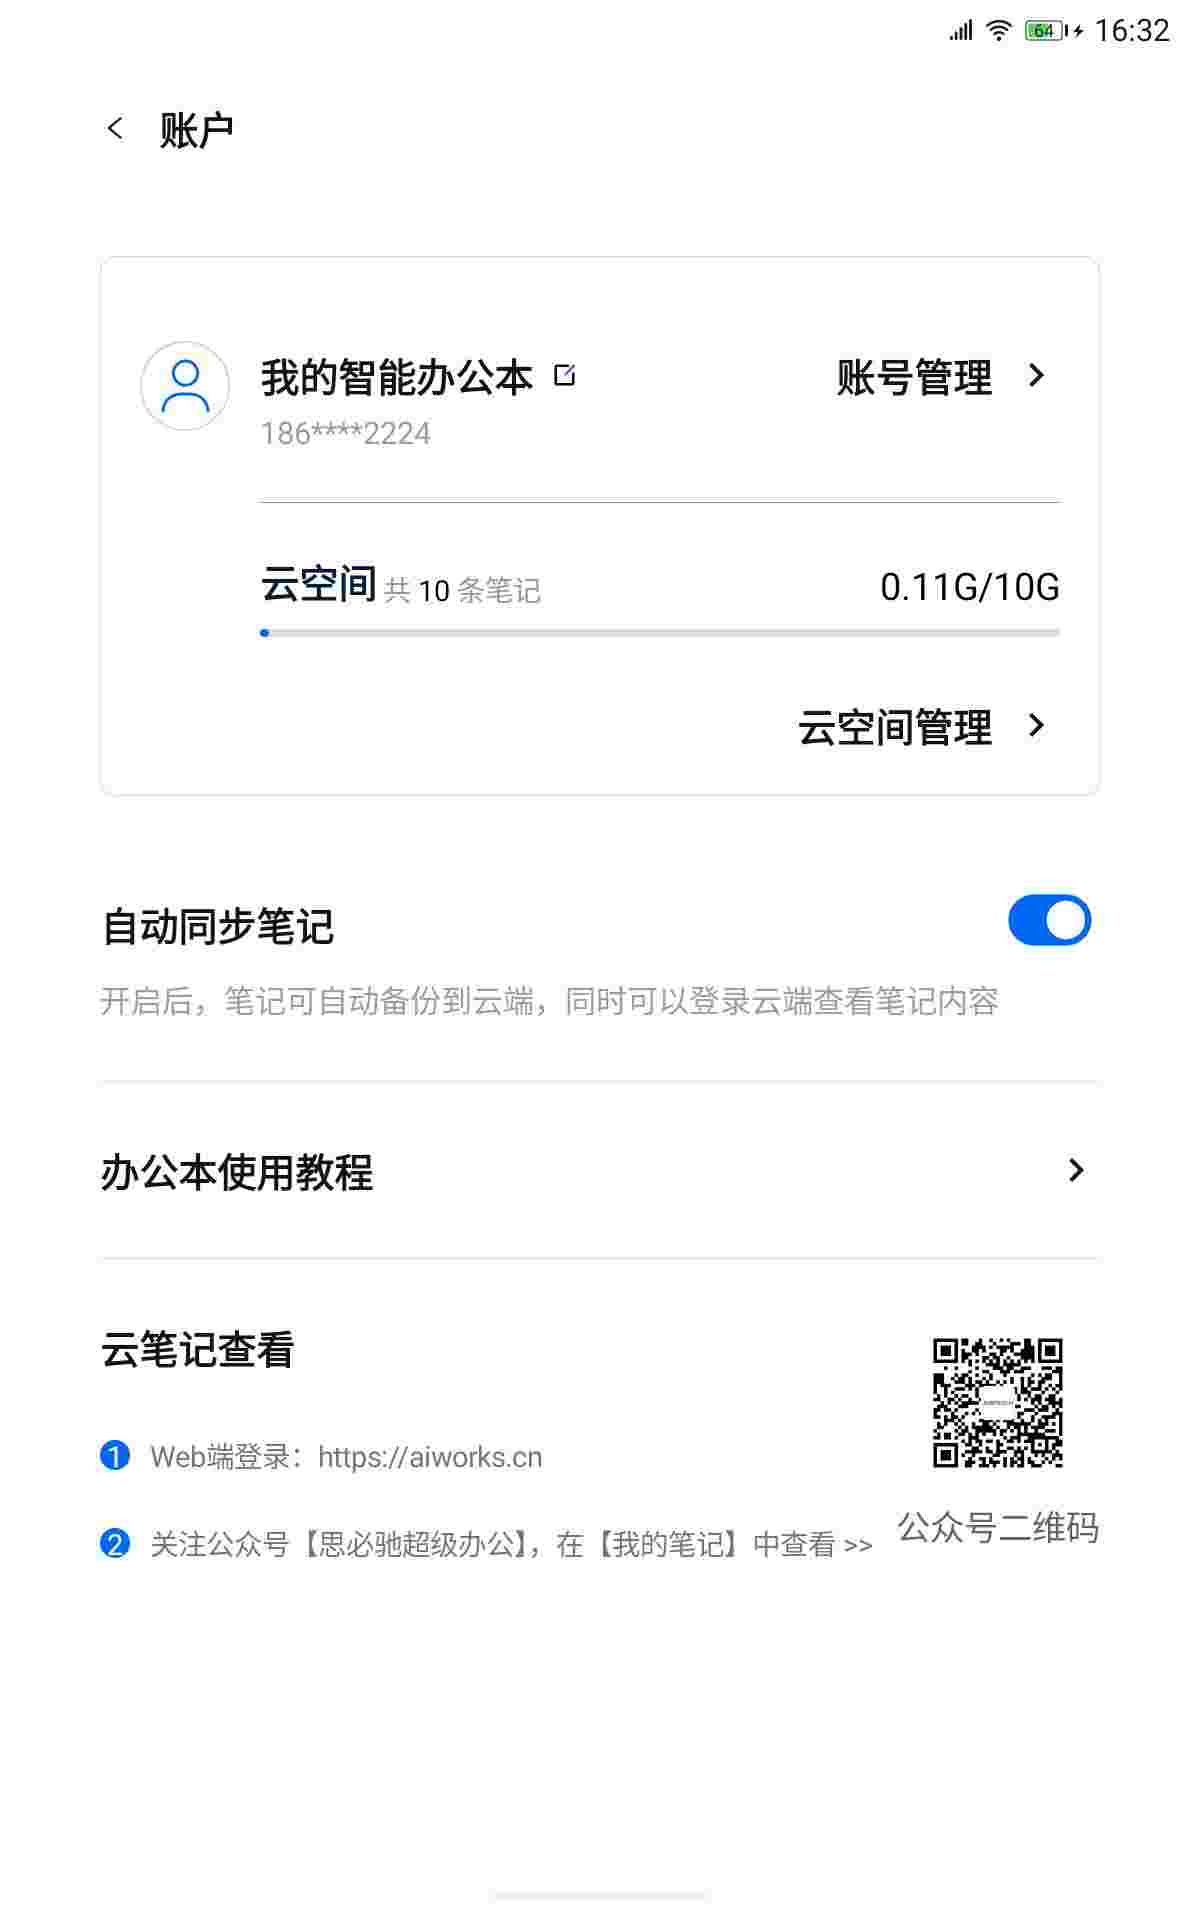 64 16:32
账户
我的智能办公本
账号管理
186****2224
云空间 共 10 条笔记
0.11G/10G
云空间管理
自动同步笔记
开启后，笔记可自动备份到云端，同时可以登录云端查看笔记内容
办公本使用教程
云笔记查看
1 Web端登录：https://aiworks.cn
2 关注公众号【思必驰超级办公】，在【我的笔记】中查看 >>
公众号二维码